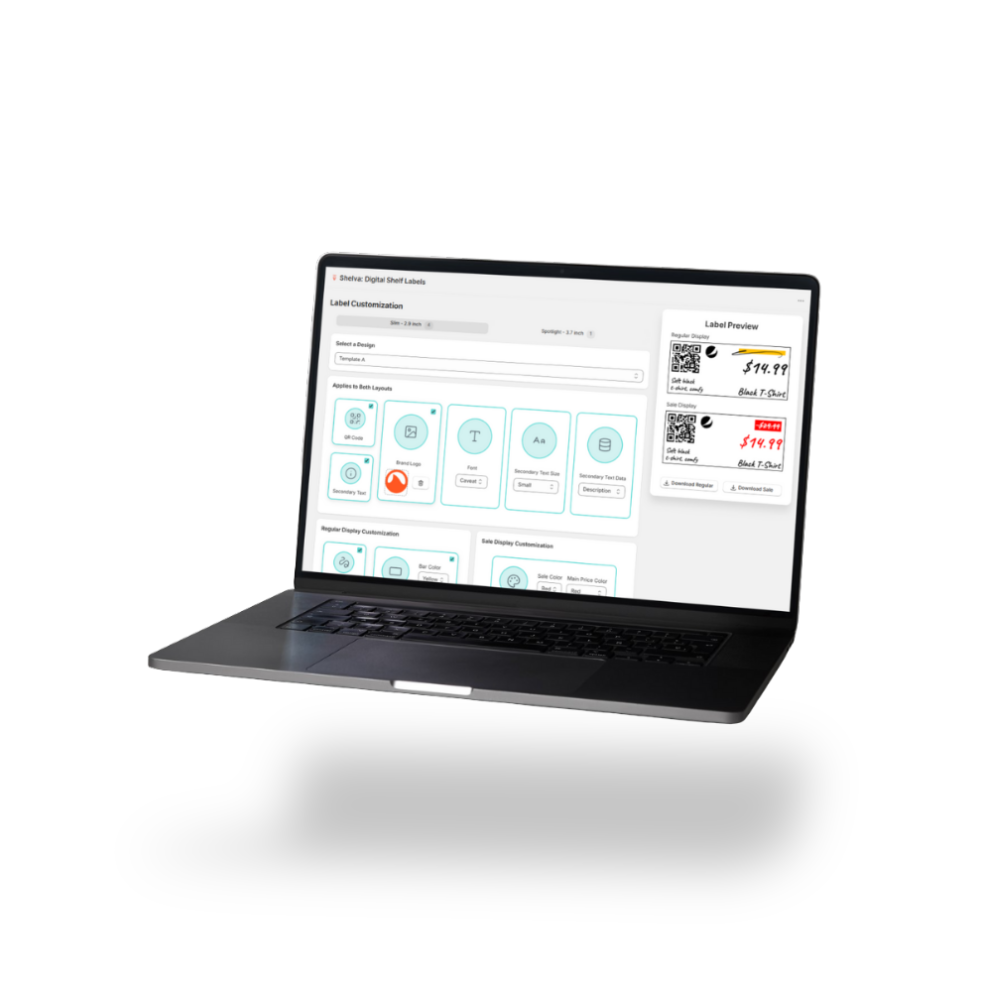 Shelva: Digital Shelf Labels
Label Customization
Slim - 2.9 Inch
Spotlight - 3.7 Inch
Select a Design
Template A
Applies to Both Layouts
QR Code
Secondary Text
Brand Logo
Font
Caveat
Secondary Text Size
Small
Secondary Text Data
Description
Regular Display Customization
Bar Color
Yellow
Sale Display Customization
Sale Color
Red
Main Price Color
Red
Label Preview
Regular Display
$14.99
Soft black
t-shirt, comfy
Black T-Shirt
Sale Display
$14.99
Soft black
t-shirt, comfy
Black T-Shirt
Download Regular
Download Sale